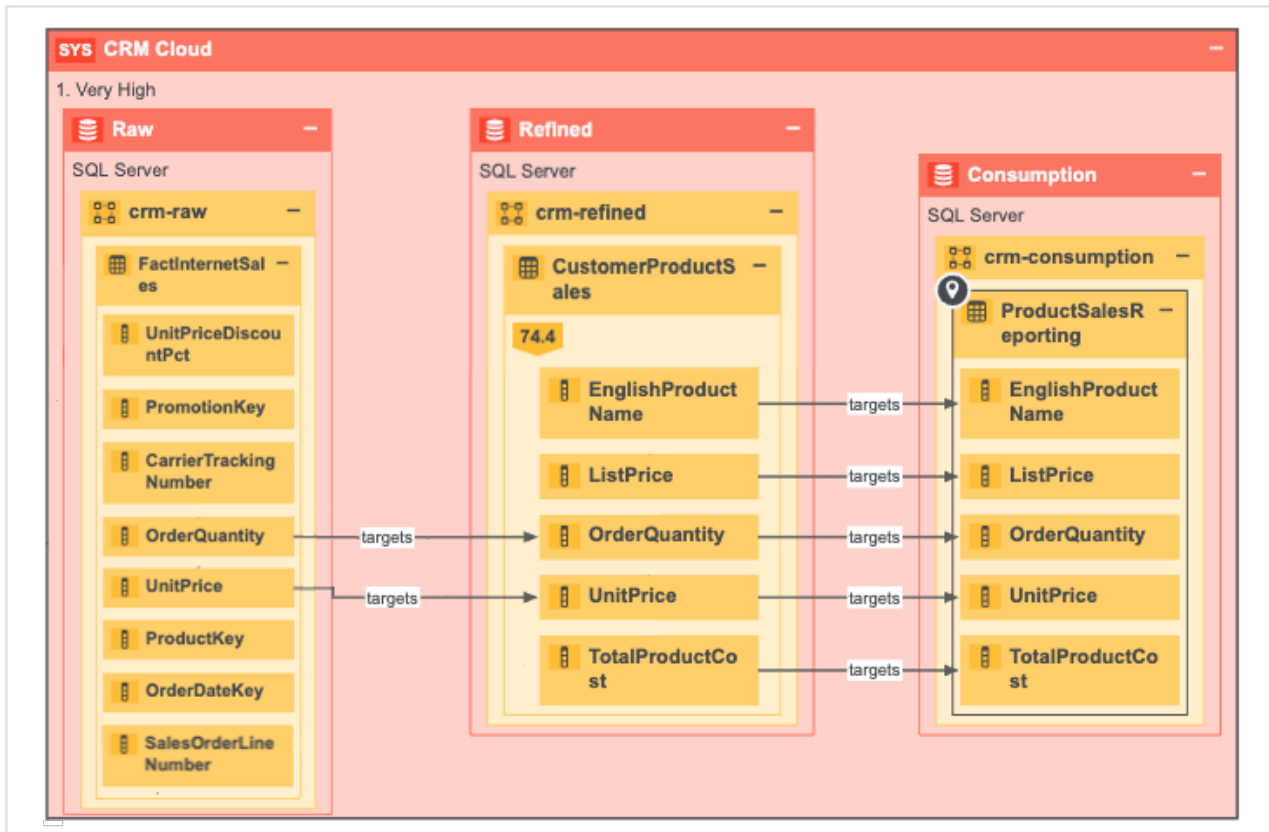 SYS CRM Cloud
1. Very High
Raw
SQL Server
crm-raw
FactInternetSal
es
UnitPriceDiscou
ntPct
PromotionKey
CarrierTracking
Number
OrderQuantity
UnitPrice
ProductKey
OrderDateKey
SalesOrderLine
Number
targets
targets
Refined
SQL Server
crm-refined
CustomerProductS
ales
74.4
EnglishProduct
Name
ListPrice
OrderQuantity
UnitPrice
TotalProductCo
st
targets
targets
targets
targets
targets
Consumption
SQL Server
crm-consumption
ProductSalesR
eporting
EnglishProduct
Name
ListPrice
OrderQuantity
UnitPrice
TotalProductCo
st